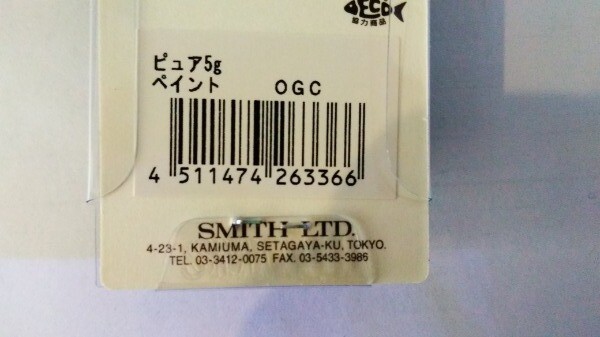 ECO
協力商品
ピュア5g
ペイント OGC
4 511474 263366
SMITH LTD.
4-23-1, KAMIUMA, SETAGAYA-KU, TOKYO.
TEL. 03-3412-0075 FAX. 03-5433-3986